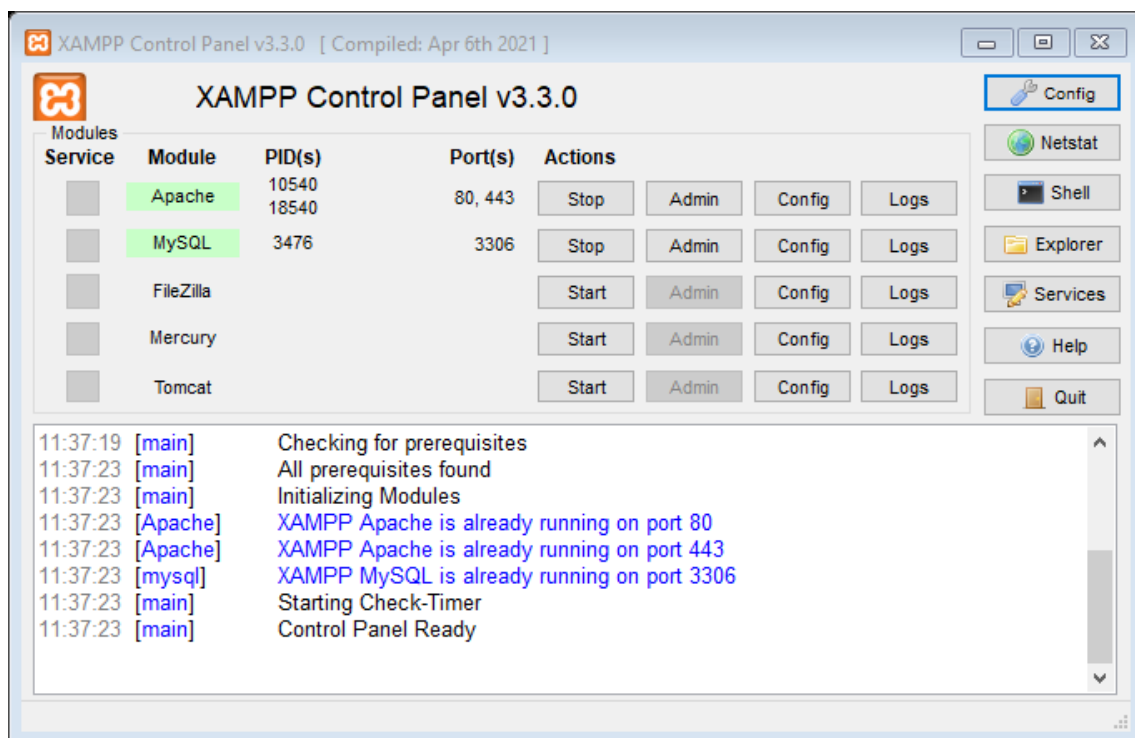 XAMPP Control Panel v3.3.0 [ Compiled: Apr 6th 2021 ]
XAMPP Control Panel v3.3.0
Config
Modules
Service Module PID(s) Port(s) Actions
Netstat
Apache 10540 18540 80, 443 Stop Admin Config Logs
Shell
MySQL 3476 3306 Stop Admin Config Logs
Explorer
FileZilla Start Admin Config Logs
Services
Mercury Start Admin Config Logs
Help
Tomcat Start Admin Config Logs
Quit
11:37:19 [main] Checking for prerequisites
11:37:23 [main] All prerequisites found
11:37:23 [main] Initializing Modules
11:37:23 [Apache] XAMPP Apache is already running on port 80
11:37:23 [Apache] XAMPP Apache is already running on port 443
11:37:23 [mysql] XAMPP MySQL is already running on port 3306
11:37:23 [main] Starting Check-Timer
11:37:23 [main] Control Panel Ready